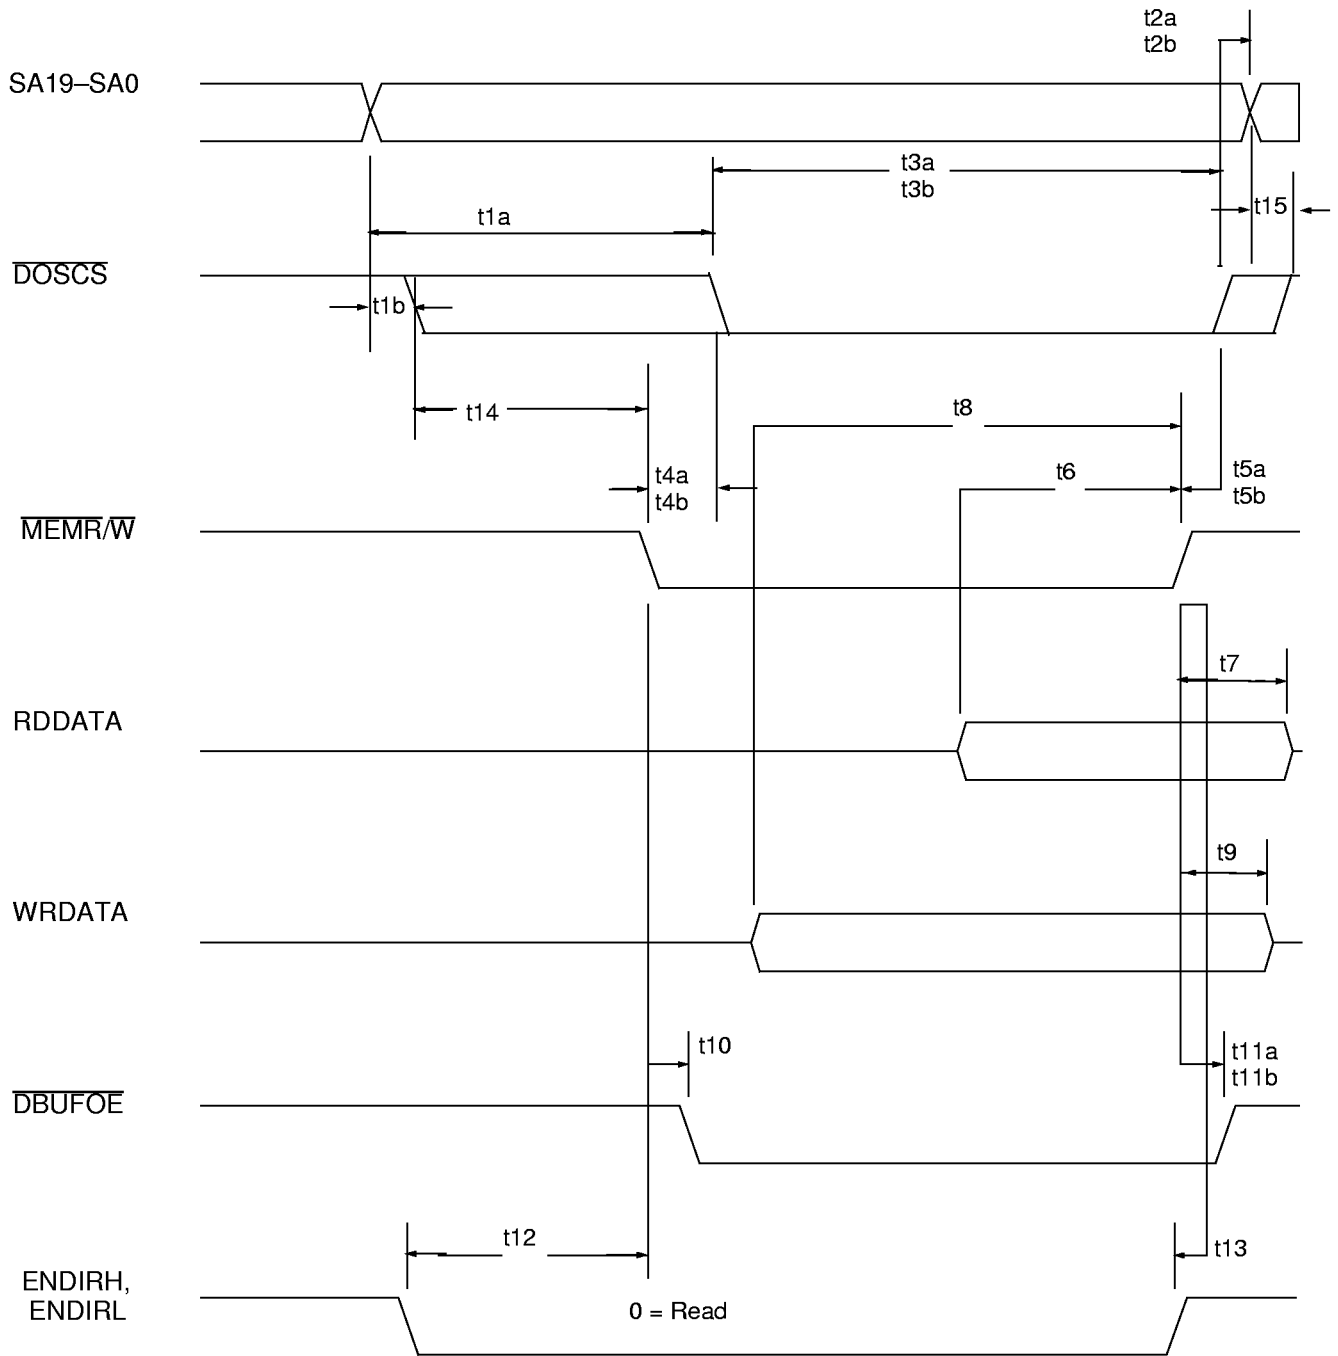 t2a
t2b
SA19–SA0
t3a
t3b
t15
t1a
DOSCS
t1b
t14
t8
t4a
t4b
t6
t5a
t5b
MEMR/W
t7
RDDATA
t9
WRDATA
t10
t11a
t11b
DBUFOE
t12
t13
ENDIRH,
ENDIRL
0 = Read